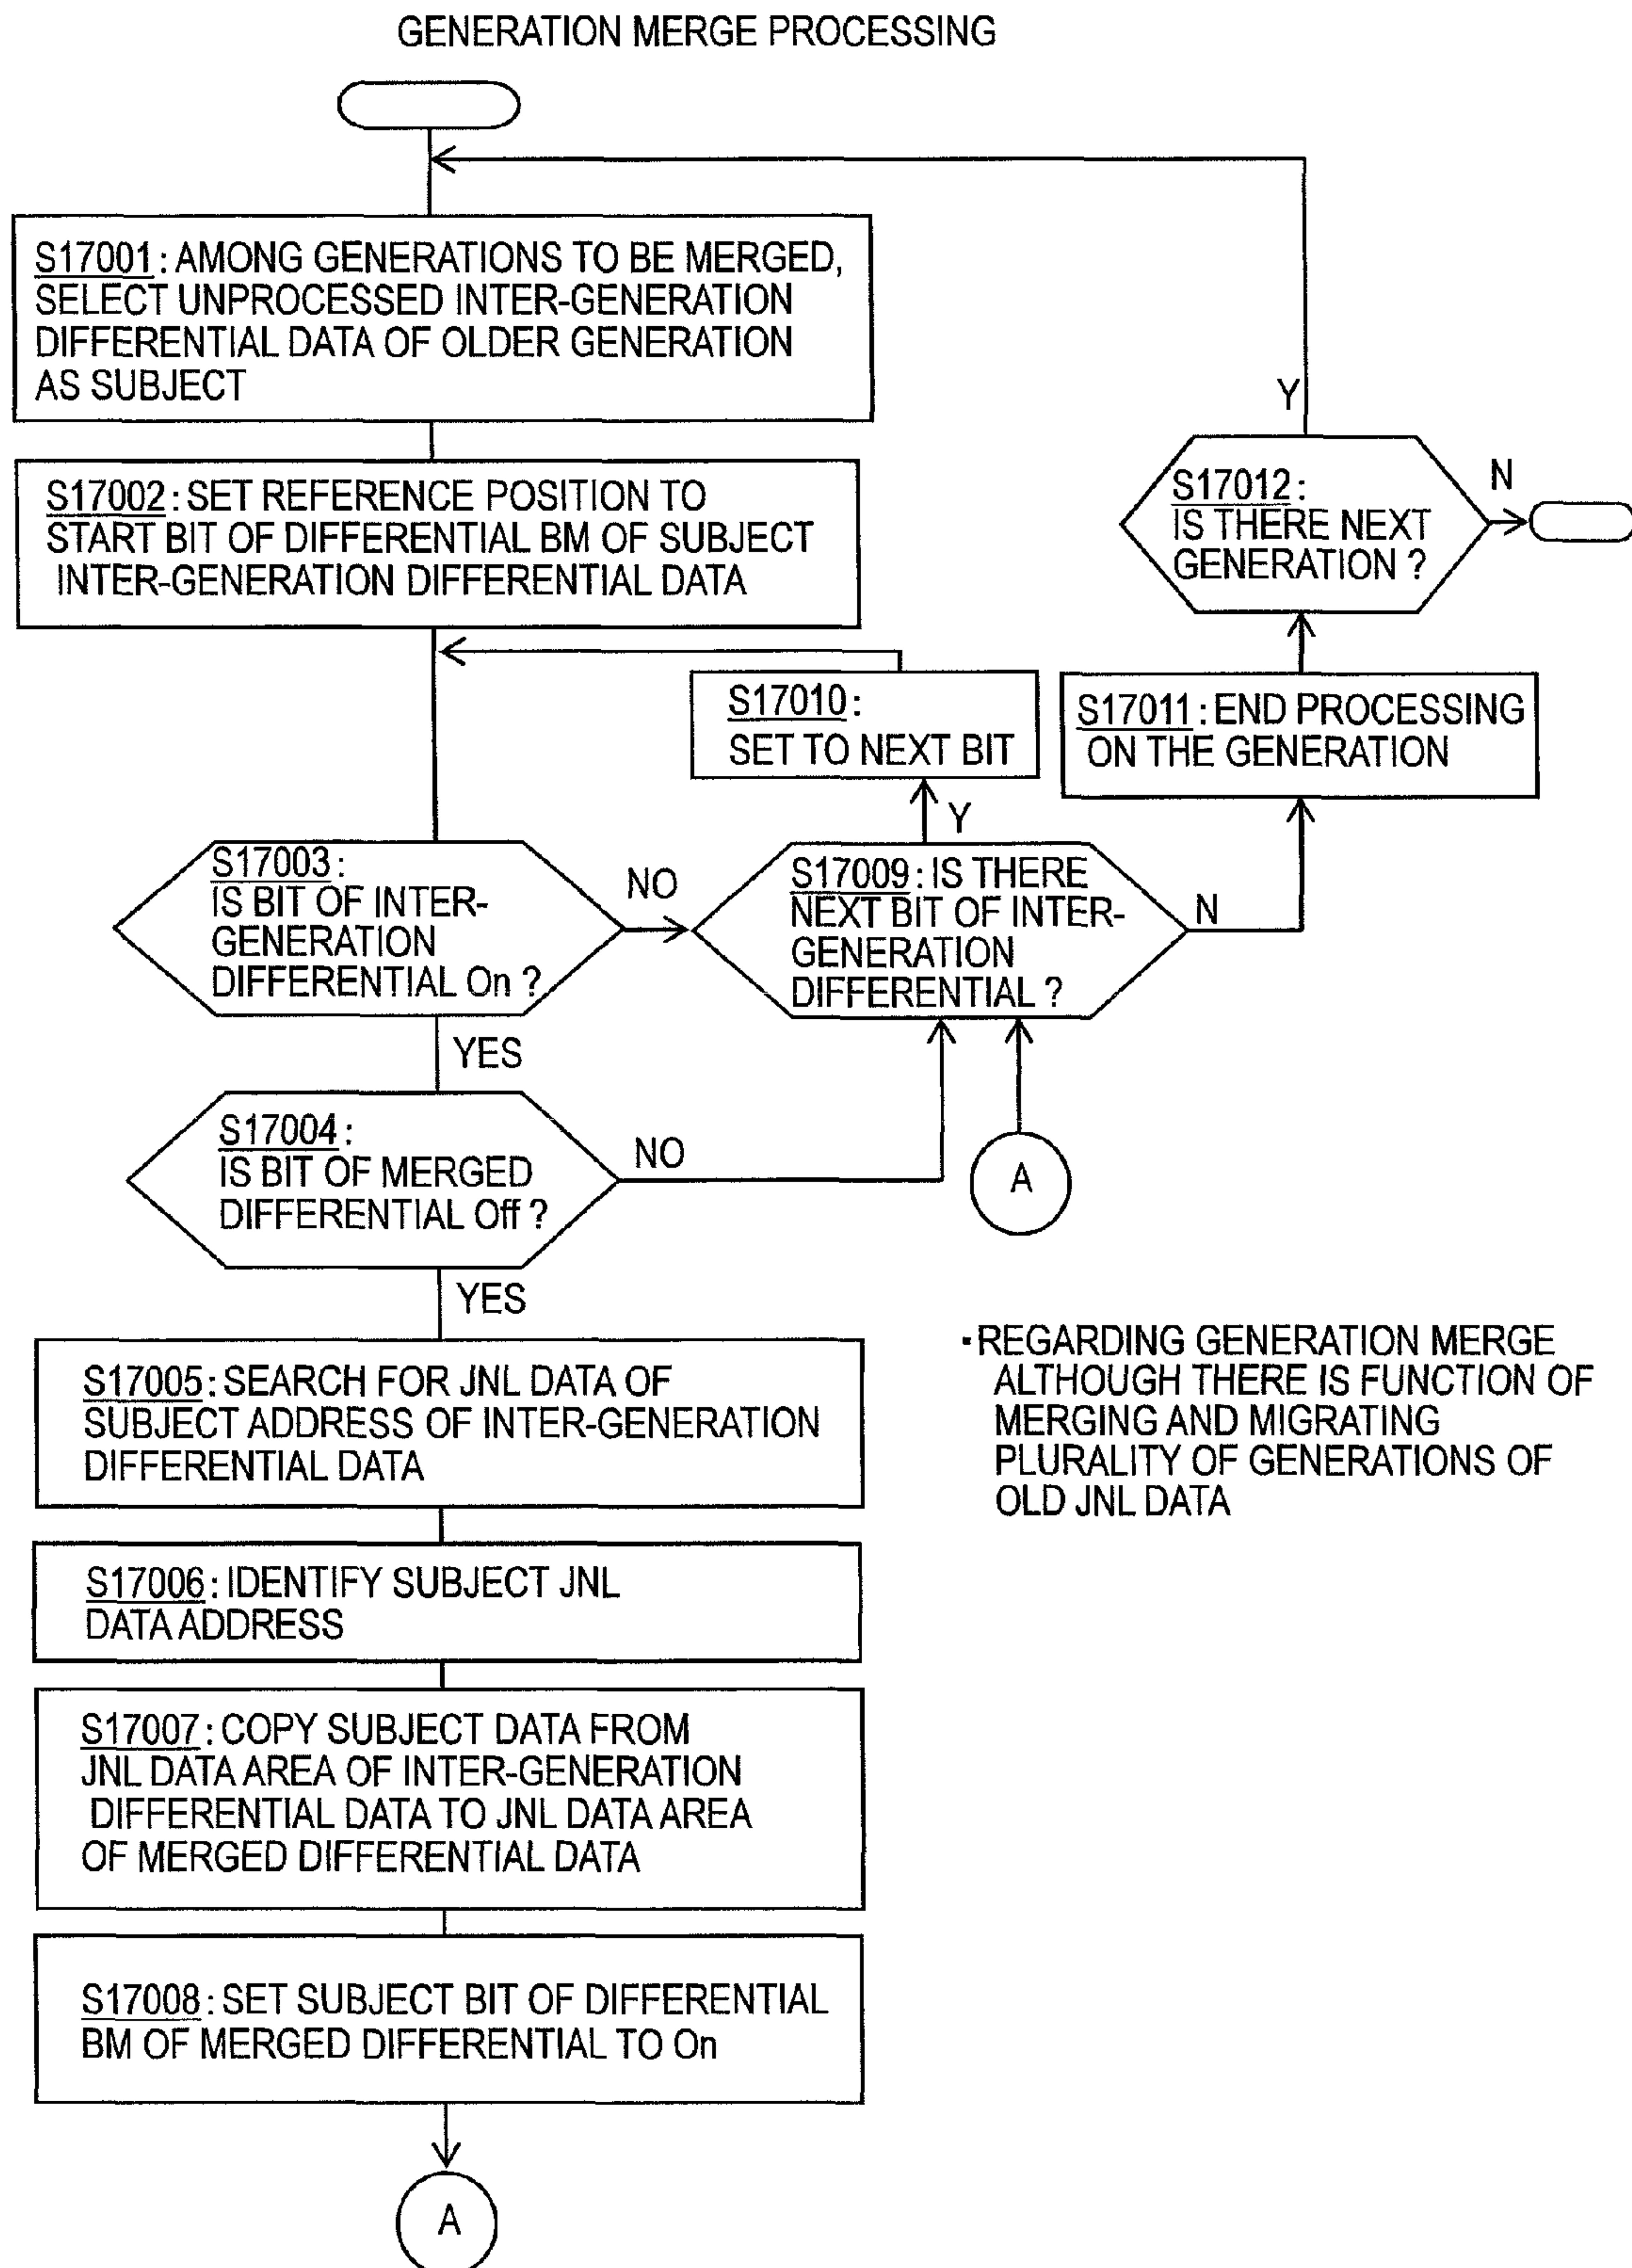 GENERATION MERGE PROCESSING
S17001: AMONG GENERATIONS TO BE MERGED,
SELECT UNPROCESSED INTER-GENERATION
DIFFERENTIAL DATA OF OLDER GENERATION
AS SUBJECT
S17002: SET REFERENCE POSITION TO
START BIT OF DIFFERENTIAL BM OF SUBJECT
INTER-GENERATION DIFFERENTIAL DATA
S17003:
IS BIT OF INTER-
GENERATION
DIFFERENTIAL On ?
NO
YES
S17004:
IS BIT OF MERGED
DIFFERENTIAL Off ?
NO
YES
S17005: SEARCH FOR JNL DATA OF
SUBJECT ADDRESS OF INTER-GENERATION
DIFFERENTIAL DATA
S17006: IDENTIFY SUBJECT JNL
DATA ADDRESS
S17007: COPY SUBJECT DATA FROM
JNL DATA AREA OF INTER-GENERATION
DIFFERENTIAL DATA TO JNL DATA AREA
OF MERGED DIFFERENTIAL DATA
S17008: SET SUBJECT BIT OF DIFFERENTIAL
BM OF MERGED DIFFERENTIAL TO On
A
A
S17009: IS THERE
NEXT BIT OF INTER-
GENERATION
DIFFERENTIAL ?
Y
N
S17010:
SET TO NEXT BIT
S17011: END PROCESSING
ON THE GENERATION
S17012:
IS THERE NEXT
GENERATION ?
Y
N
▪ REGARDING GENERATION MERGE
ALTHOUGH THERE IS FUNCTION OF
MERGING AND MIGRATING
PLURALITY OF GENERATIONS OF
OLD JNL DATA